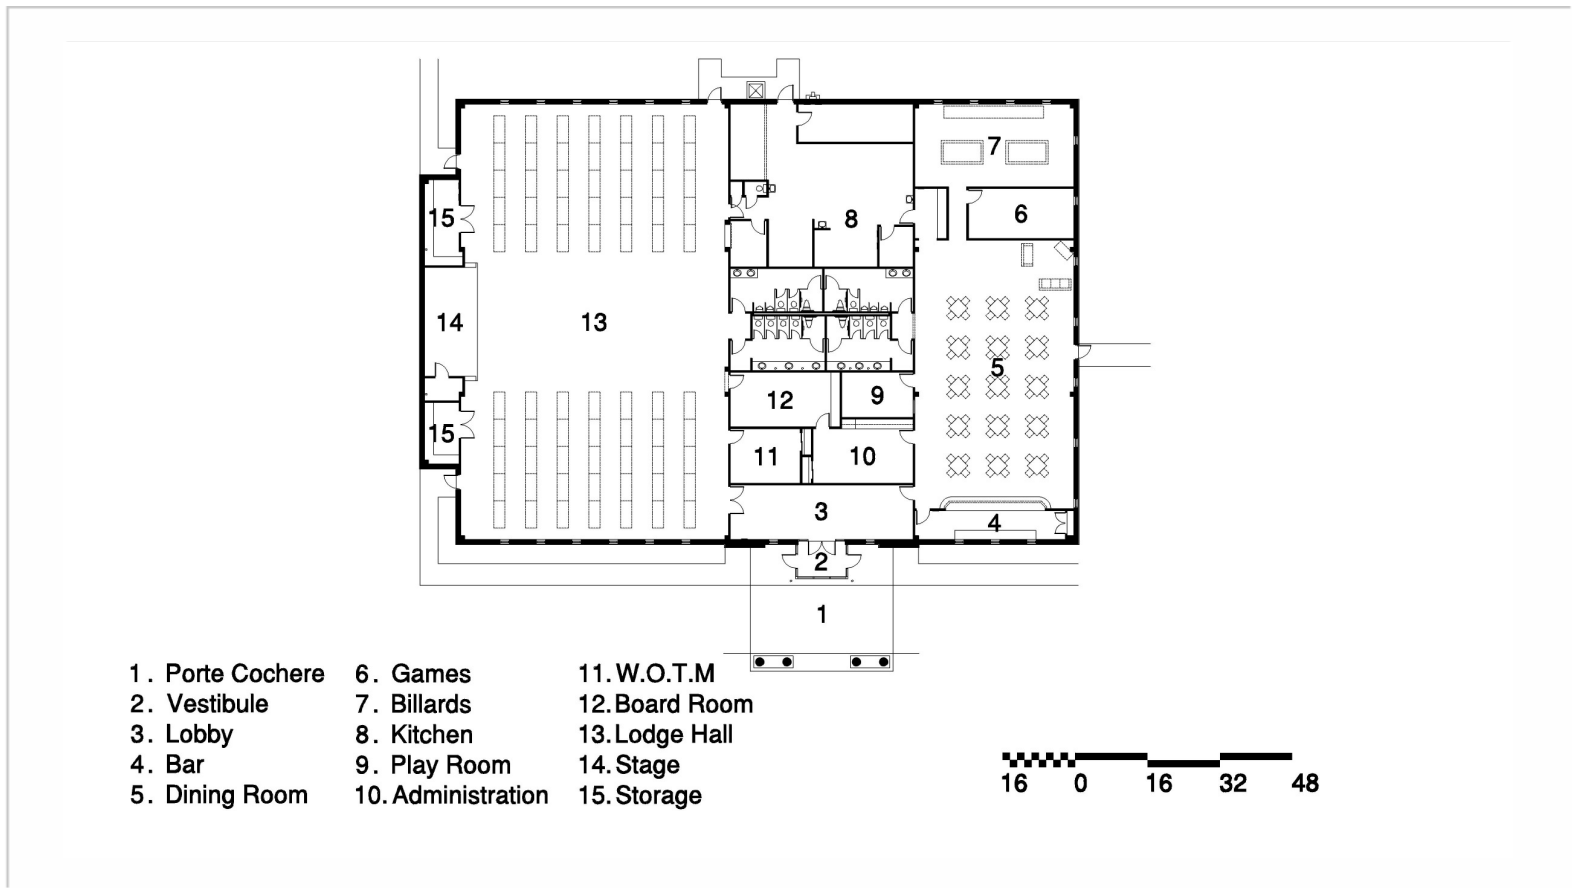 7
15
6
8
14
13
5
12
9
15
11
10
3
4
2
1
1. Porte Cochere
2. Vestibule
3. Lobby
4. Bar
5. Dining Room
6. Games
7. Billards
8. Kitchen
9. Play Room
10. Administration
11. W.O.T.M
12. Board Room
13. Lodge Hall
14. Stage
15. Storage
16 0 16 32 48